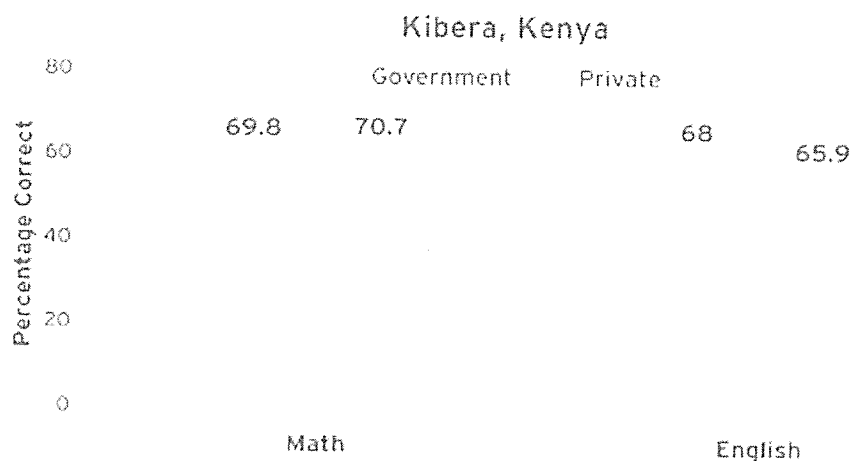 Kibera, Kenya
80
Government Private
69.8 70.7 68
65.9
60
Percentage Correct
40
20
0
Math English